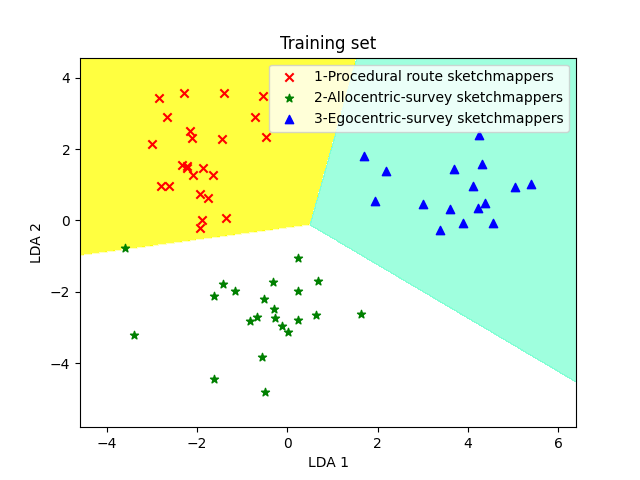 Training set
1-Procedural route sketchmappers
2-Allocentric-survey sketchmappers
3-Egocentric-survey sketchmappers
4
2
0
−2
−4
LDA 2
−4
−2
0
2
4
6
LDA 1